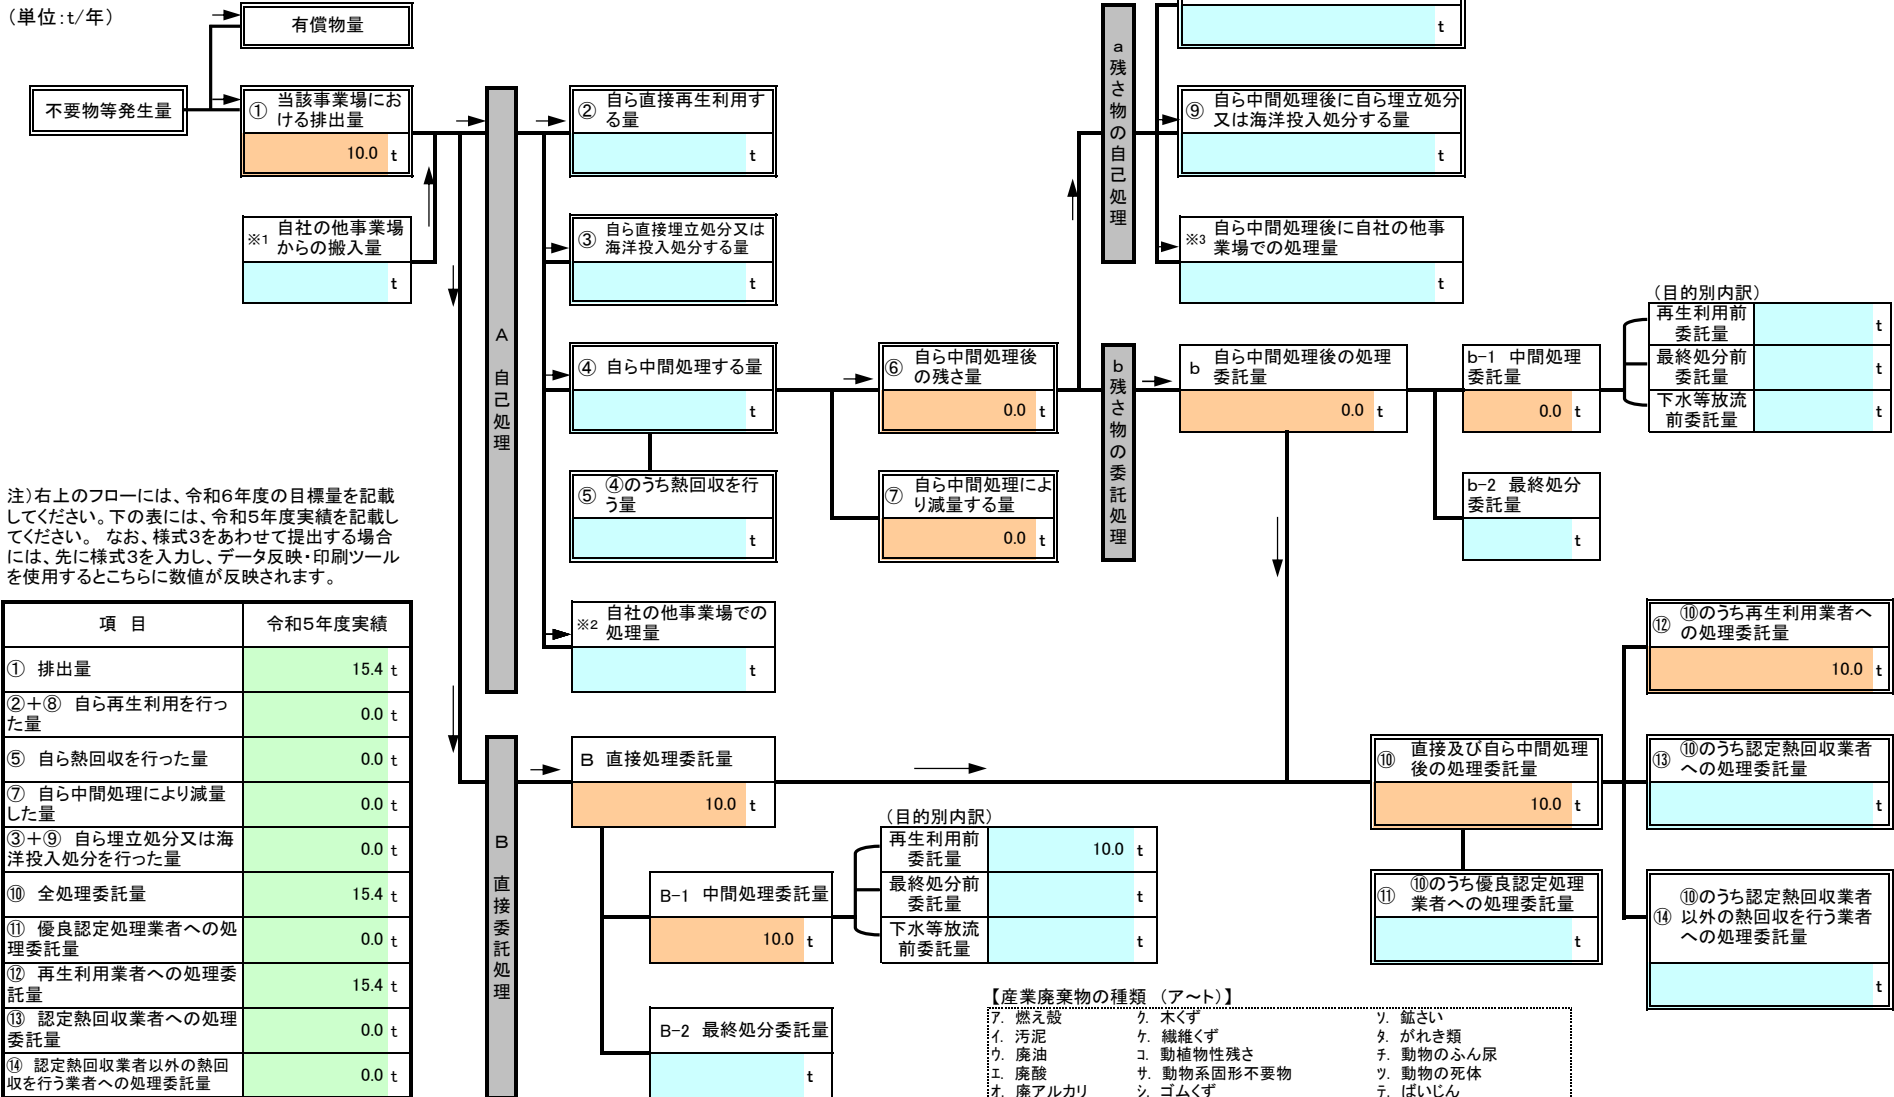 (単位:t/年)
有償物量
不要物等発生量
① 当該事業場にお
ける排出量
10.0 t
※1 自社の他事業場
からの搬入量
t
A 自己処理
② 自ら直接再生利用す
る量
t
③ 自ら直接埋立処分又は
海洋投入処分する量
t
④ 自ら中間処理する量
t
⑤ ④のうち熱回収を行
う量
t
※2 自社の他事業場での
処理量
t
⑥ 自ら中間処理後
の残さ量
0.0 t
⑦ 自ら中間処理によ
り減量する量
0.0 t
a 残さ物の自己処理
t
⑨ 自ら中間処理後に自ら埋立処分
又は海洋投入処分する量
t
※3 自ら中間処理後に自社の他事
業場での処理量
t
b 残さ物の委託処理
b 自ら中間処理後の処理
委託量
0.0 t
b-1 中間処理
委託量
0.0 t
(目的別内訳)
再生利用前
委託量
t
最終処分前
委託量
t
下水等放流
前委託量
t
b-2 最終処分
委託量
t
注)右上のフローには、令和6年度の目標量を記載
してください。下の表には、令和5年度実績を記載し
てください。 なお、様式3をあわせて提出する場合
には、先に様式3を入力し、データ反映・印刷ツール
を使用するとこちらに数値が反映されます。
項 目 令和5年度実績
① 排出量 15.4 t
②+⑧ 自ら再生利用を行っ
た量 0.0 t
⑤ 自ら熱回収を行った量 0.0 t
⑦ 自ら中間処理により減量
した量 0.0 t
③+⑨ 自ら埋立処分又は海
洋投入処分を行った量 0.0 t
⑩ 全処理委託量 15.4 t
⑪ 優良認定処理業者への処
理委託量 0.0 t
⑫ 再生利用業者への処理委
託量 15.4 t
⑬ 認定熱回収業者への処理
委託量 0.0 t
⑭ 認定熱回収業者以外の熱回
収を行う業者への処理委託量 0.0 t
B 直接委託処理
B 直接処理委託量
10.0 t
B-1 中間処理委託量
10.0 t
(目的別内訳)
再生利用前
委託量
10.0 t
最終処分前
委託量
t
下水等放流
前委託量
t
B-2 最終処分委託量
t
⑩ 直接及び自ら中間処理
後の処理委託量
10.0 t
⑪ ⑩のうち優良認定処理
業者への処理委託量
t
⑫ ⑩のうち再生利用業者へ
の処理委託量
10.0 t
⑬ ⑩のうち認定熱回収業者
への処理委託量
t
⑭ ⑩のうち認定熱回収業者
以外の熱回収を行う業者
への処理委託量
t
【産業廃棄物の種類 (ア~ト)】
ア. 燃え殻 ク. 木くず ソ. 鉱さい
イ. 汚泥 ケ. 繊維くず タ. がれき類
ウ. 廃油 コ. 動植物性残さ チ. 動物のふん尿
エ. 廃酸 サ. 動物系固形不要物 ツ. 動物の死体
オ. 廃アルカリ シ. ゴムくず テ. ばいじん